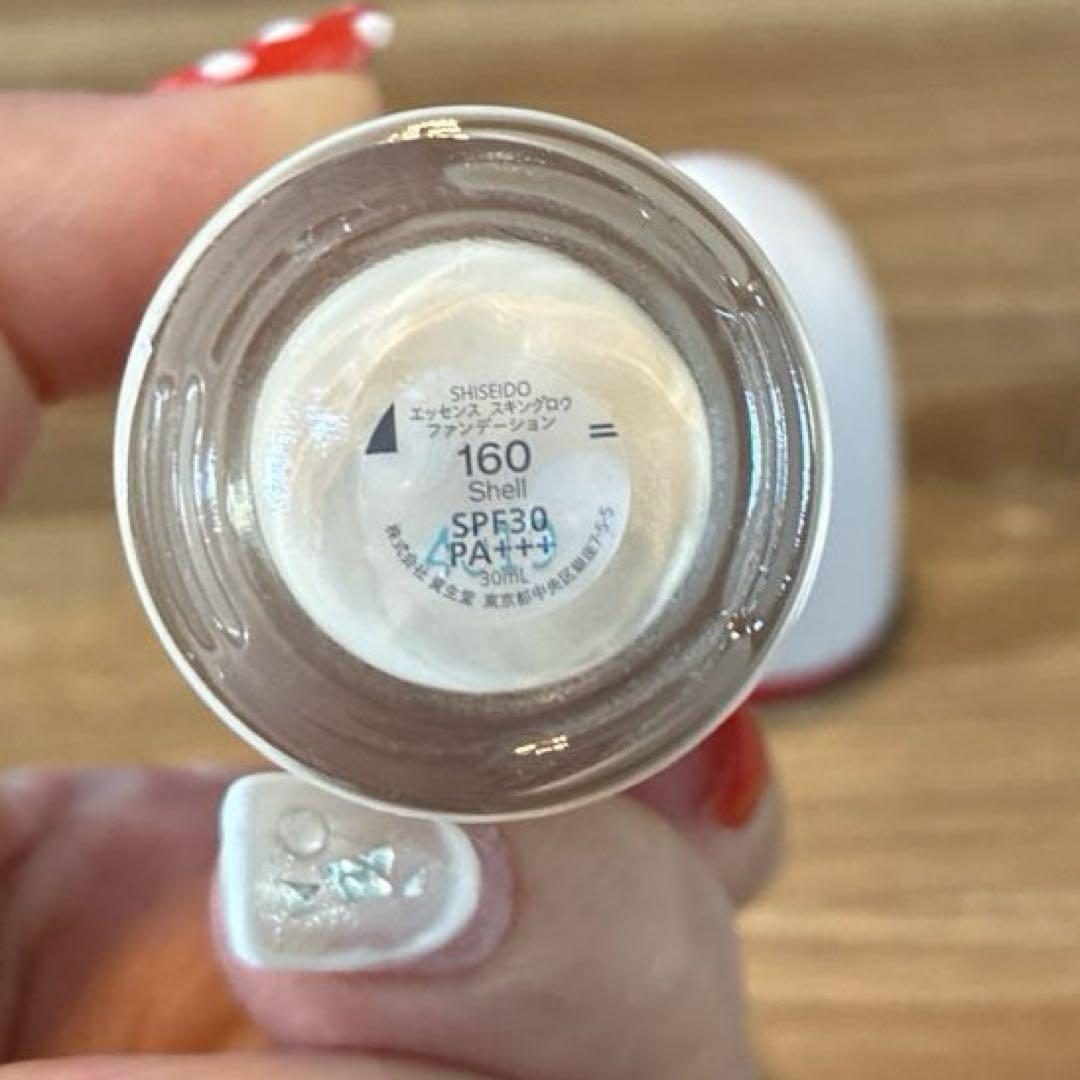 SHISEIDO
エッセンス スキングロウ
ファンデーション
160
Shell
SPF30
PA+++
30mL
株式会社 資生堂 東京都中央区銀座7-5-5